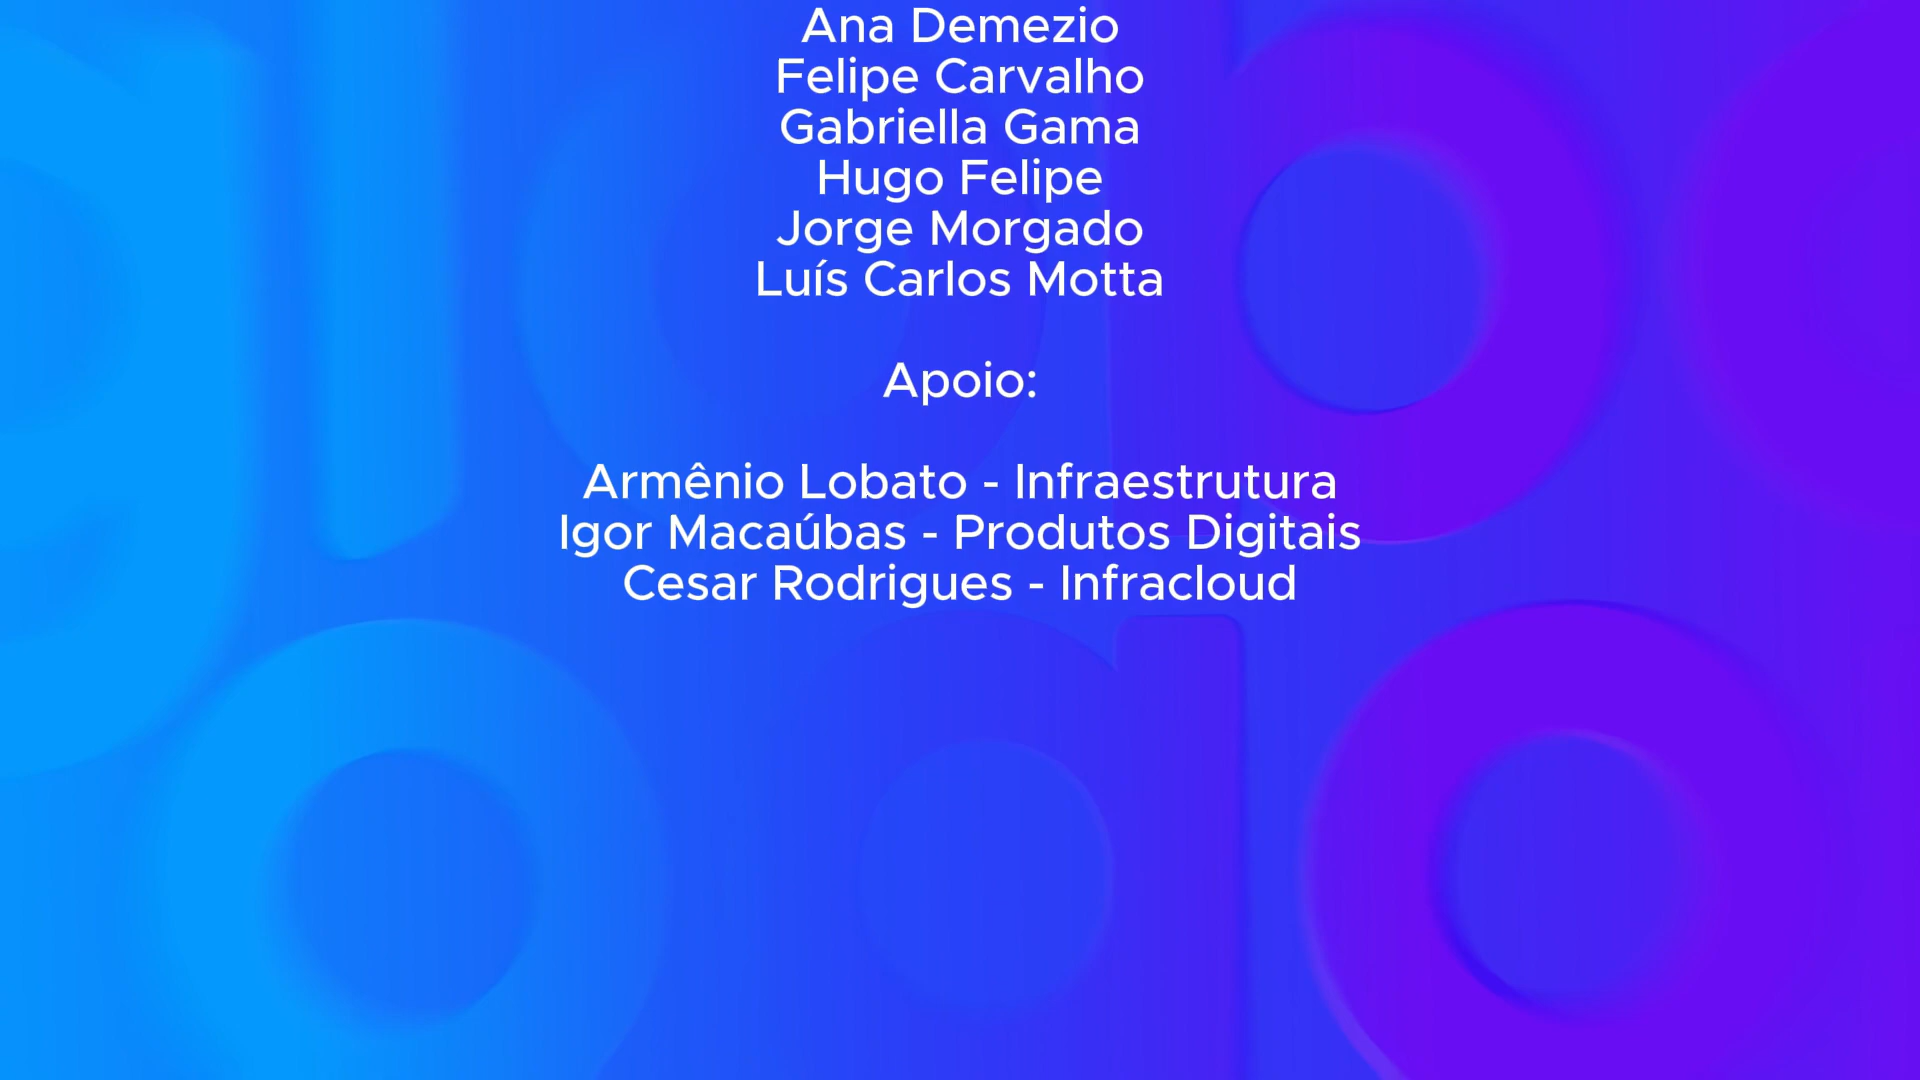 Ana Demezio
Felipe Carvalho
Gabriella Gama
Hugo Felipe
Jorge Morgado
Luís Carlos Motta
Apoio:
Armênio Lobato - Infraestrutura
Igor Macaúbas - Produtos Digitais
Cesar Rodrigues - Infracloud